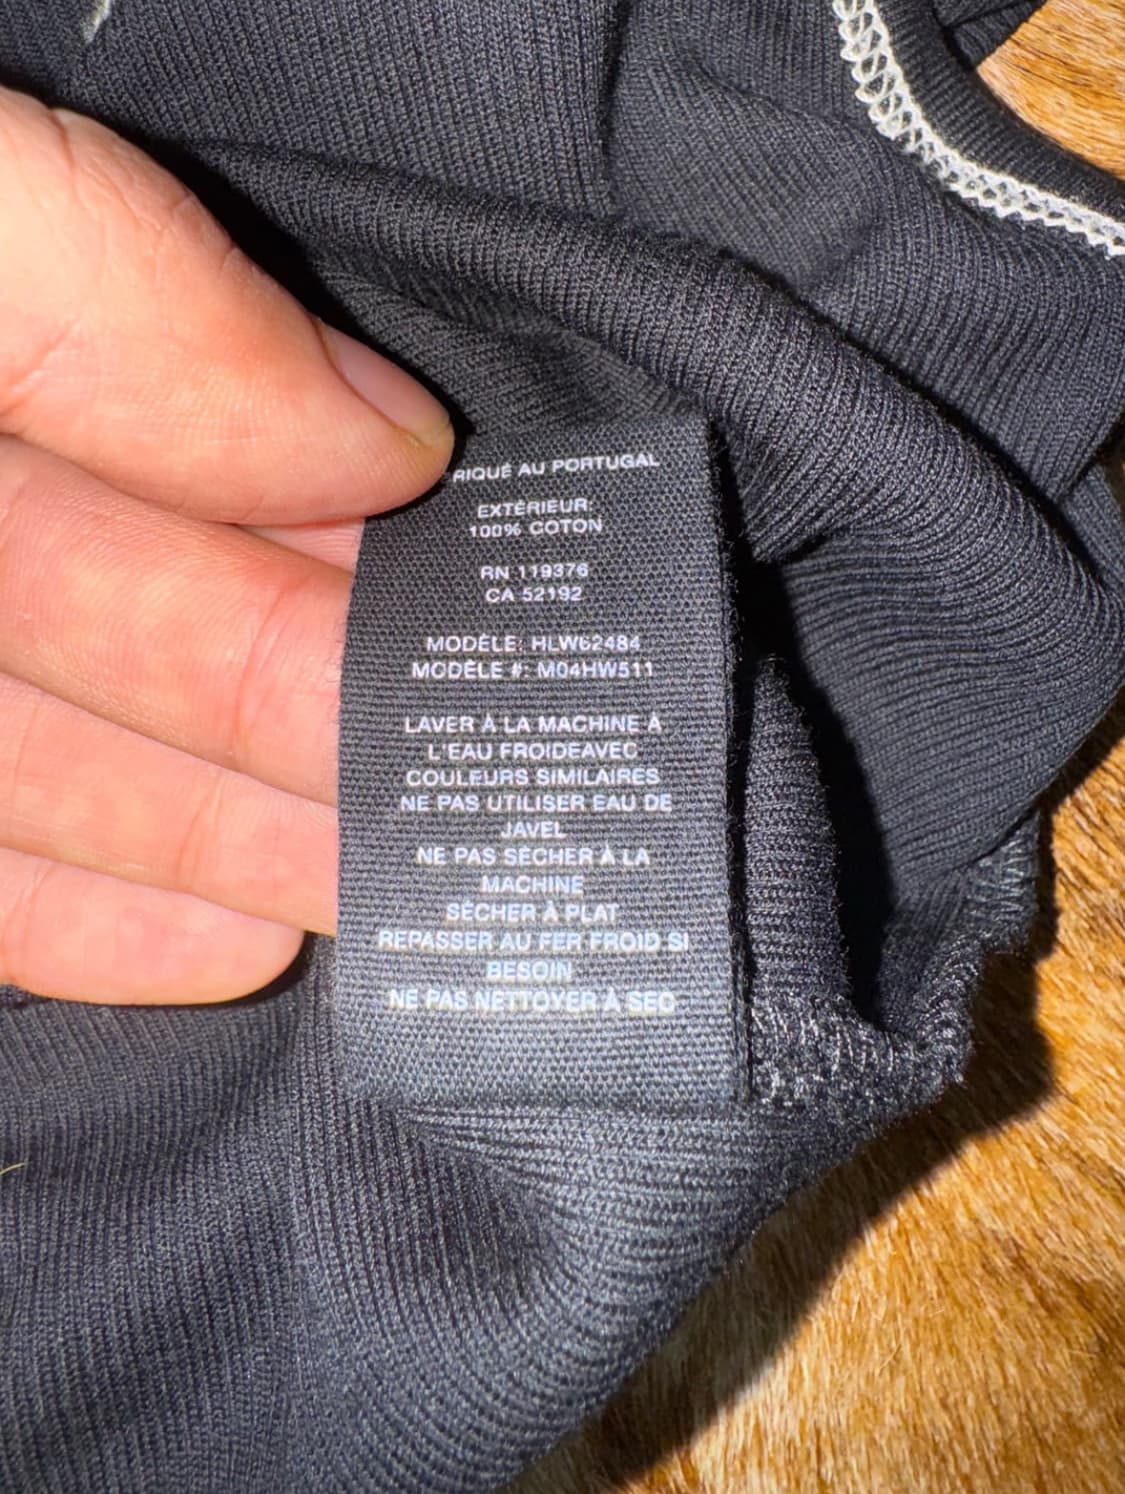 RIQUÉ AU PORTUGAL
EXTÉRIEUR:
100% COTON
RN 119376
CA 52192
MODÈLE: HLW62484
MODÈLE #: M04HW511
LAVER À LA MACHINE À
L'EAU FROIDEAVEC
COULEURS SIMILAIRES
NE PAS UTILISER EAU DE
JAVEL
NE PAS SÉCHER À LA
MACHINE
SÉCHER À PLAT
REPASSER AU FER FROID SI
BESOIN
NE PAS NETTOYER À SEC